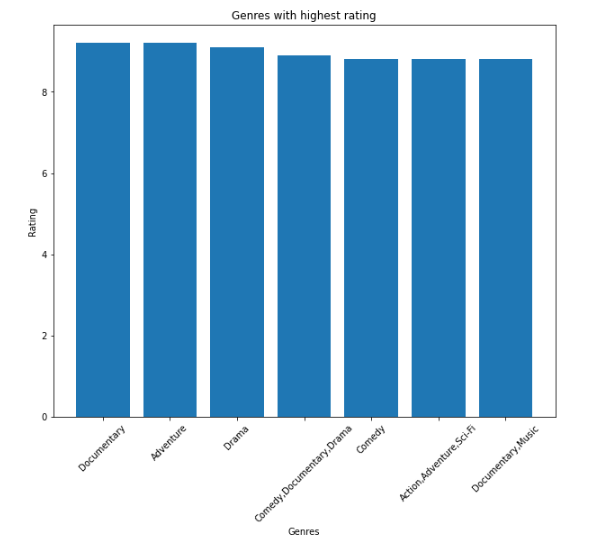 Genres with highest rating
Rating
8
6
4
2
0
Documentary
Adventure
Drama
Comedy,Documentary,Drama
Comedy
Action,Adventure,Sci-Fi
Documentary,Music
Genres